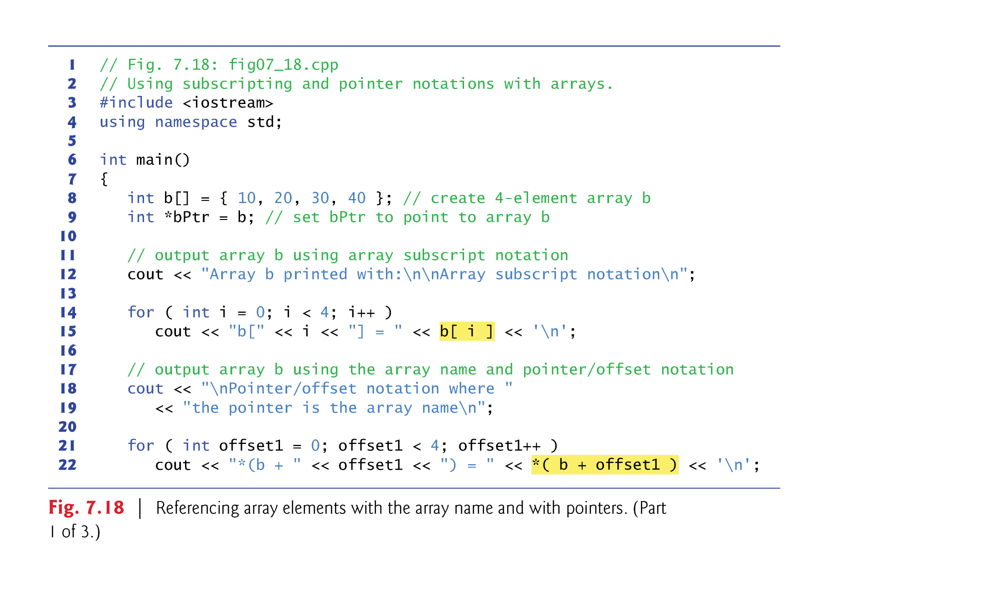 1 // Fig. 7.18: fig07_18.cpp
2 // Using subscripting and pointer notations with arrays.
3 #include <iostream>
4 using namespace std;
5
6 int main()
7 {
8    int b[] = { 10, 20, 30, 40 }; // create 4-element array b
9    int *bPtr = b; // set bPtr to point to array b
10
11    // output array b using array subscript notation
12    cout << "Array b printed with:\n\nArray subscript notation\n";
13
14    for ( int i = 0; i < 4; i++ )
15       cout << "b[" << i << "] = " << b[ i ] << '\n';
16
17    // output array b using the array name and pointer/offset notation
18    cout << "\nPointer/offset notation where "
19       << "the pointer is the array name\n";
20
21    for ( int offset1 = 0; offset1 < 4; offset1++ )
22       cout << "*(b + " << offset1 << ") = " << *( b + offset1 ) << '\n';
Fig. 7.18 | Referencing array elements with the array name and with pointers. (Part
1 of 3.)